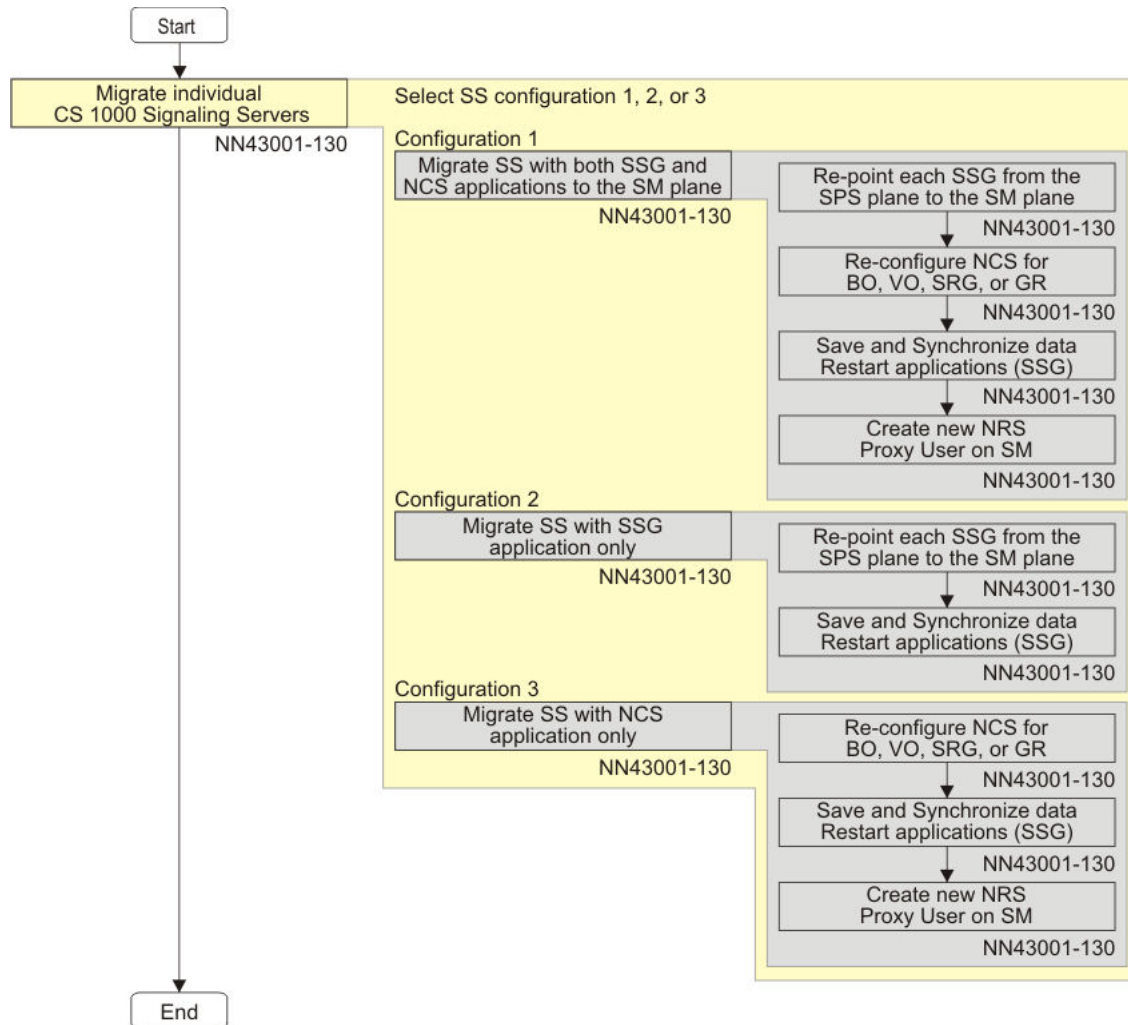 Start
Migrate individual
CS 1000 Signaling Servers
NN43001-130
Select SS configuration 1, 2, or 3
Configuration 1
Migrate SS with both SSG and
NCS applications to the SM plane
NN43001-130
Re-point each SSG from the
SPS plane to the SM plane
NN43001-130
Re-configure NCS for
BO, VO, SRG, or GR
NN43001-130
Save and Synchronize data
Restart applications (SSG)
NN43001-130
Create new NRS
Proxy User on SM
NN43001-130
Configuration 2
Migrate SS with SSG
application only
NN43001-130
Re-point each SSG from the
SPS plane to the SM plane
NN43001-130
Save and Synchronize data
Restart applications (SSG)
NN43001-130
Configuration 3
Migrate SS with NCS
application only
NN43001-130
Re-configure NCS for
BO, VO, SRG, or GR
NN43001-130
Save and Synchronize data
Restart applications (SSG)
NN43001-130
Create new NRS
Proxy User on SM
NN43001-130
End